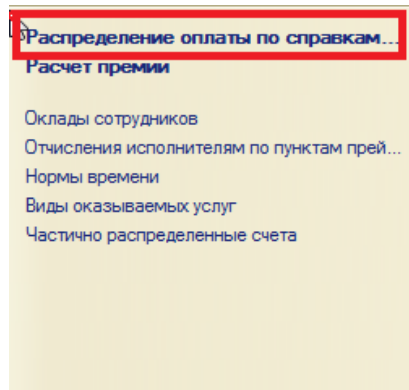 Распределение оплаты по справкам...
Расчет премии
Оклады сотрудников
Отчисления исполнителям по пунктам прей...
Нормы времени
Виды оказываемых услуг
Частично распределенные счета